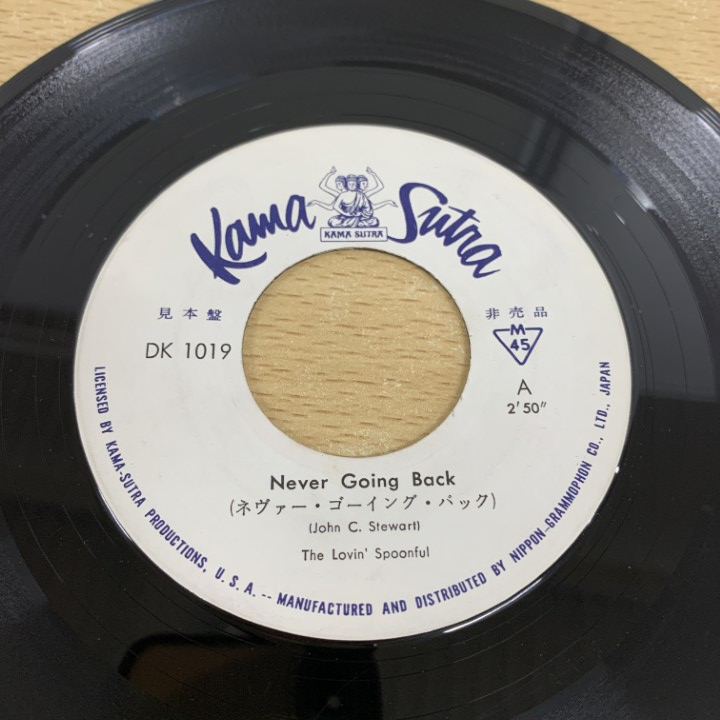 Kama Sutra
KAMA SUTRA
見本盤
非売品
DK 1019
M
45
A
2'50"
Never Going Back
(ネヴァー・ゴーイング・バック)
(John C. Stewart)
The Lovin' Spoonful
LICENSED BY KAMA-SUTRA PRODUCTIONS, U. S. A. -- MANUFACTURED AND DISTRIBUTED BY NIPPON-GRAMMOPHON CO., LTD., JAPAN